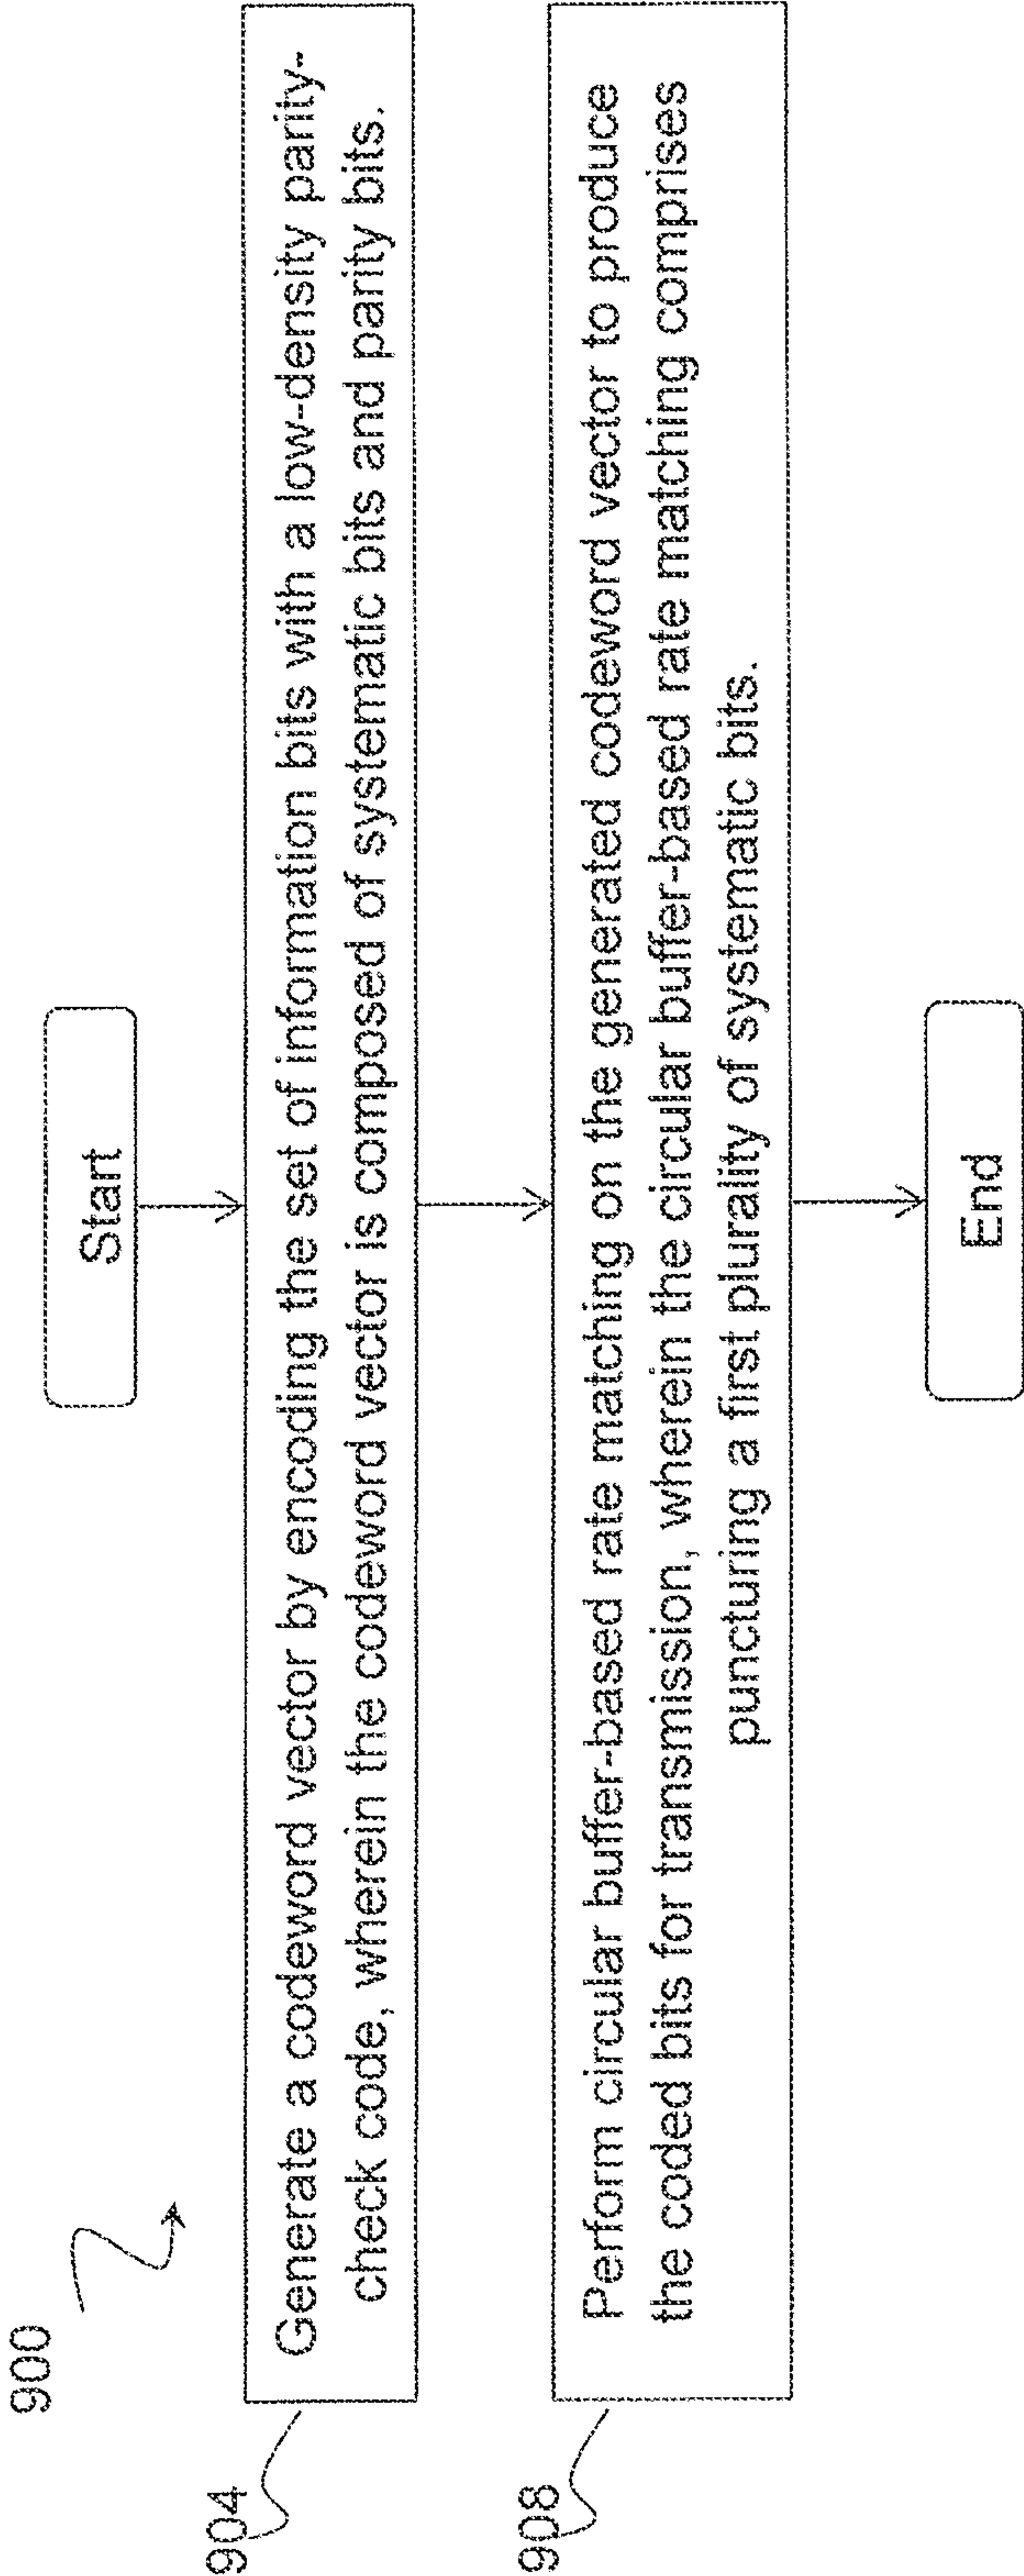 900
Start
904
Generate a codeword vector by encoding the set of information bits with a low-density parity-
check code, wherein the codeword vector is composed of systematic bits and parity bits.
908
Perform circular buffer-based rate matching on the generated codeword vector to produce
the coded bits for transmission, wherein the circular buffer-based rate matching comprises
puncturing a first plurality of systematic bits.
End